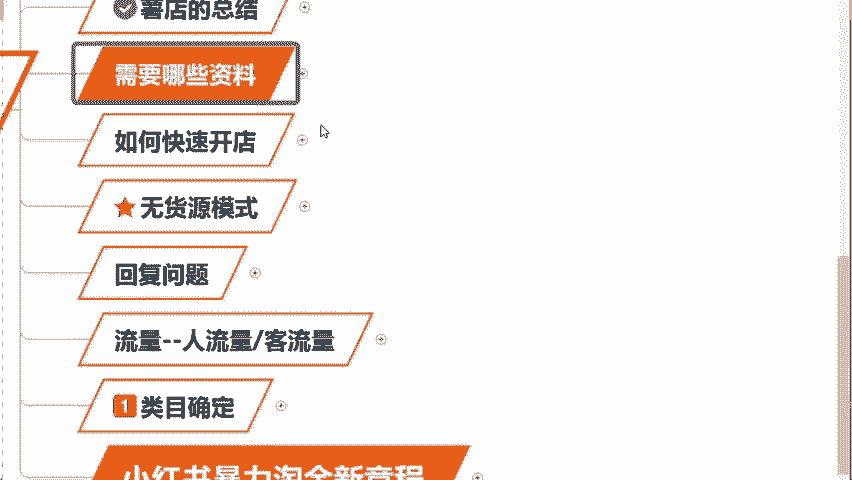 薯店的总结
需要哪些资料
如何快速开店
无货源模式
回复问题
流量--人流量/客流量
1 类目确定
小红书暴力淘金新章程